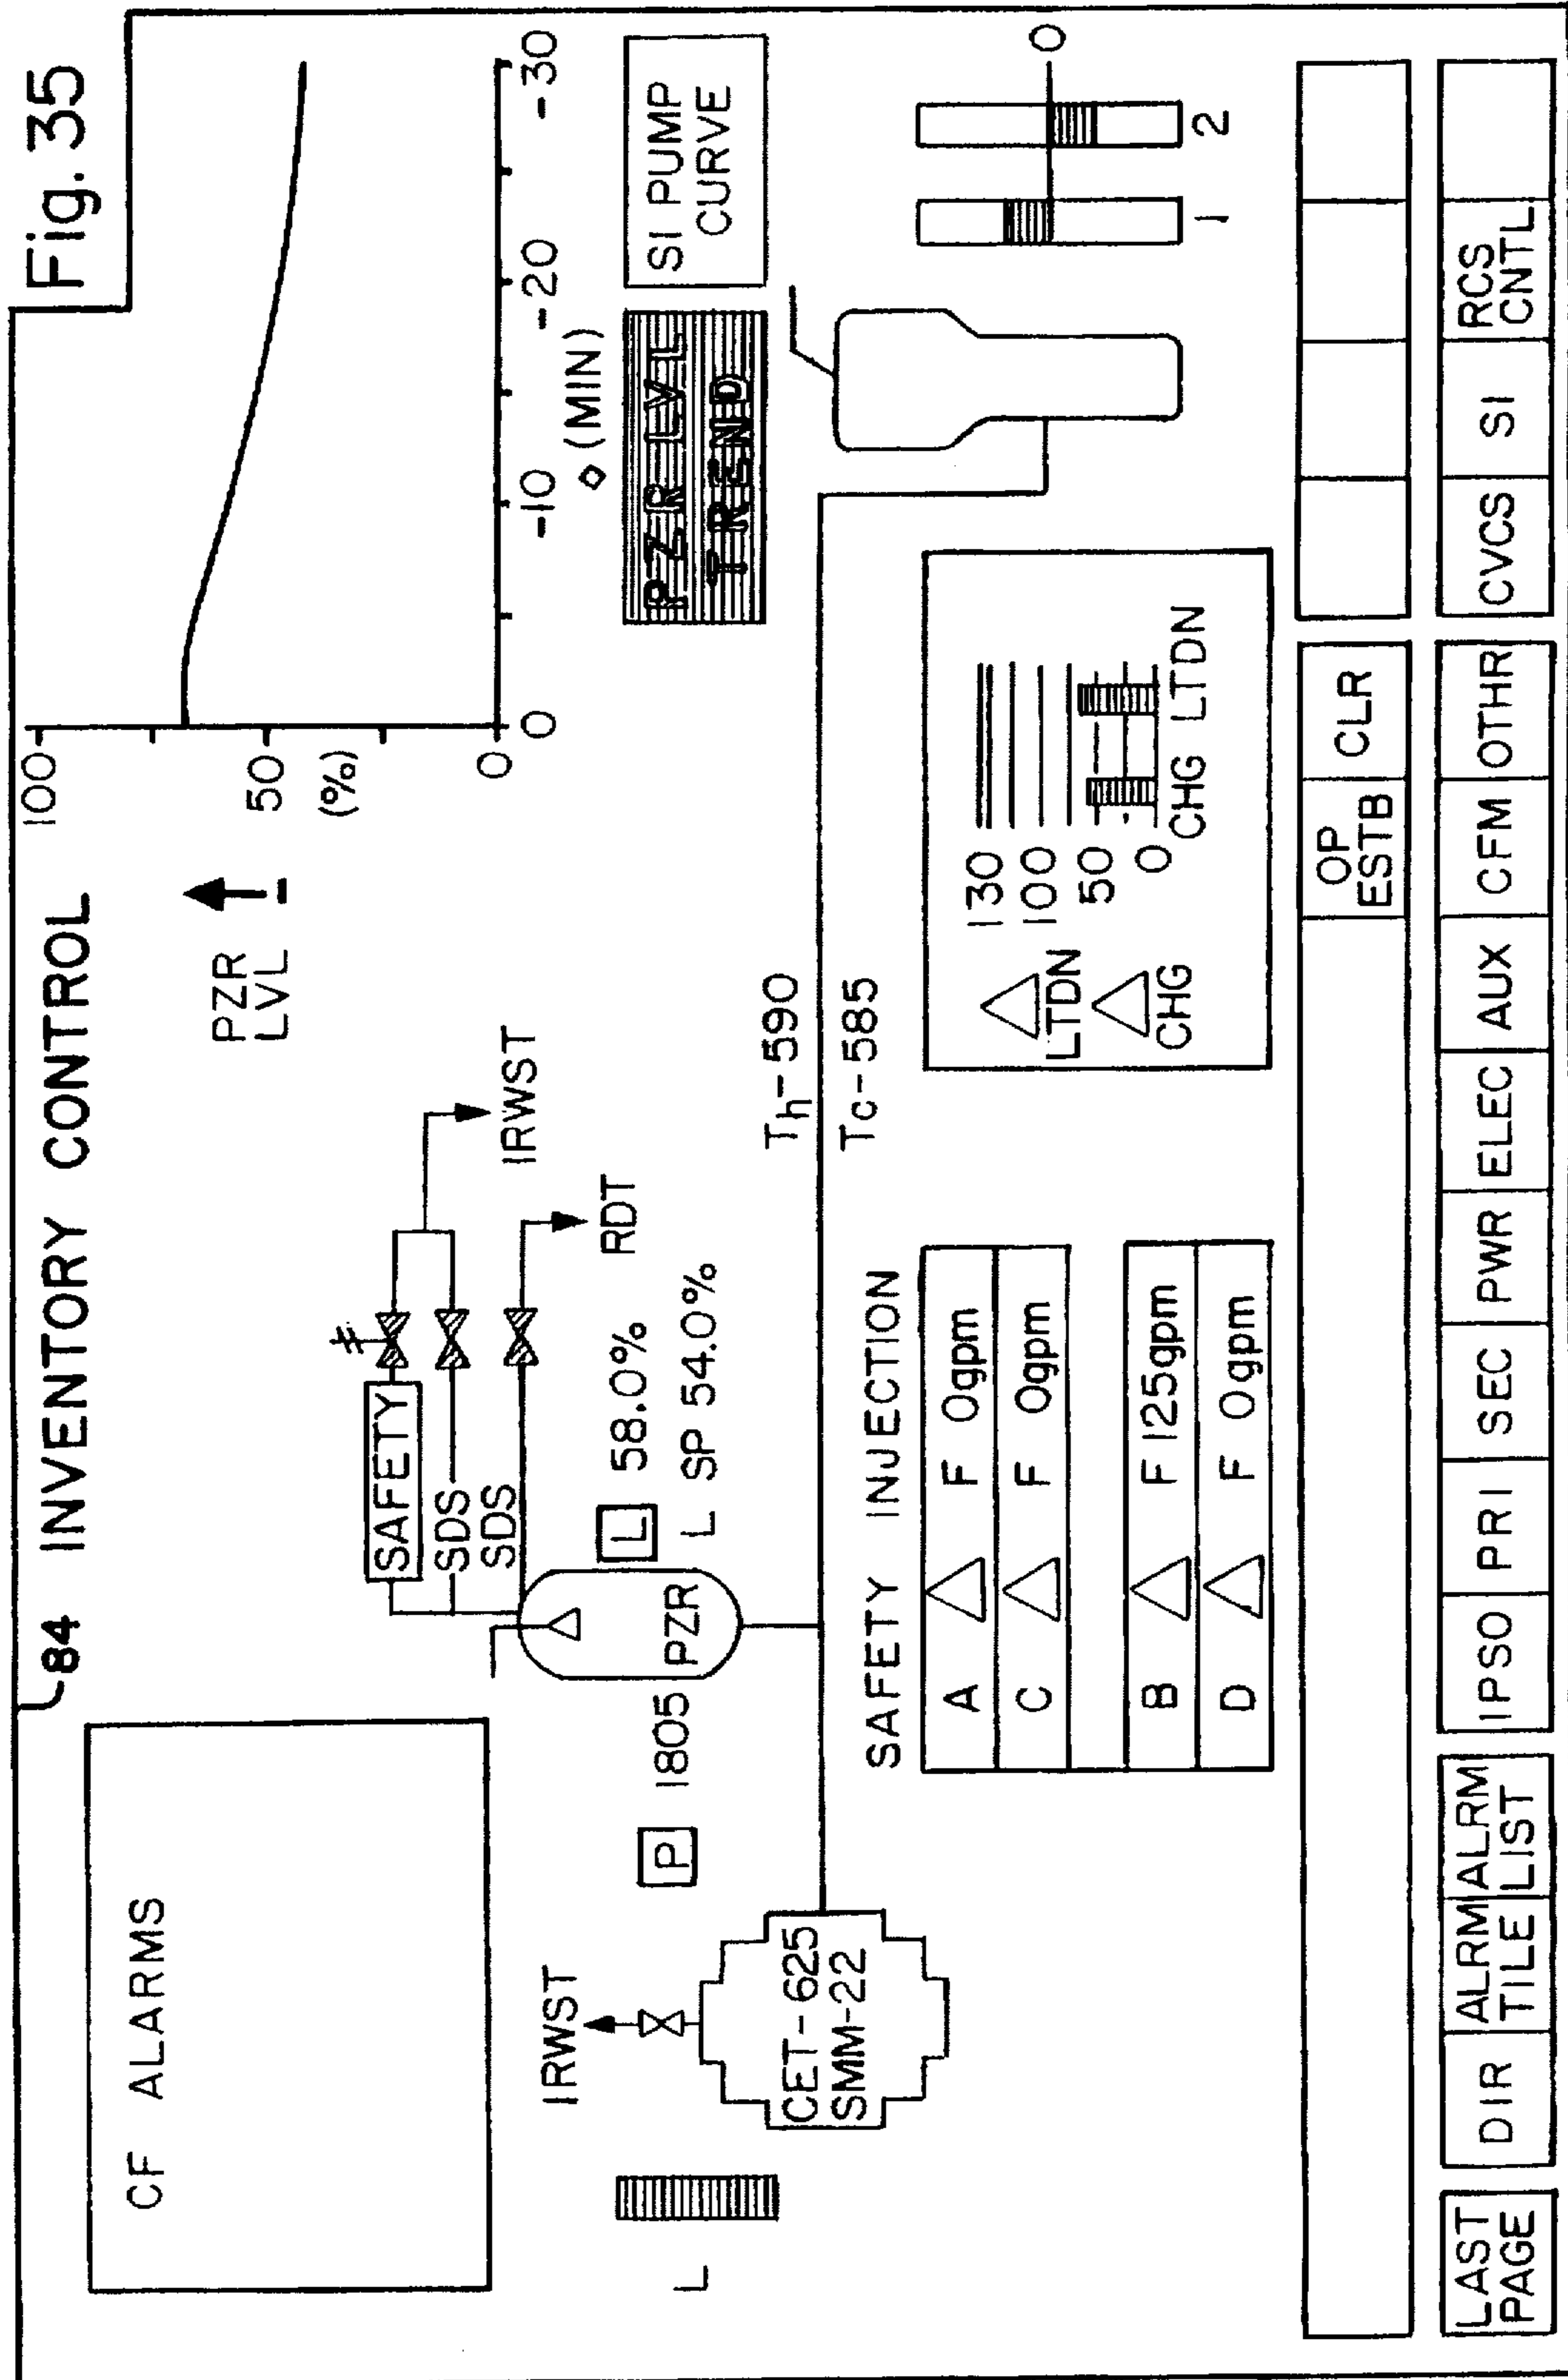 Fig. 35
84 INVENTORY CONTROL
CF ALARMS
PZR
LVL
100
50
(%)
0
0 -10 -20 -30
(MIN)
PZR LVL
TREND
SI PUMP
CURVE
SAFETY
SDS
SDS
IRWST
RDT
L 58.0%
L SP 54.0%
PZR
P 1805
IRWST
L
CET-625
SMM-22
Th-590
Tc-585
SAFETY INJECTION
A F 0gpm
C F 0gpm
B F 125gpm
D F 0gpm
LTDN
CHG
130
100
50
0
CHG LTDN
0
1 2
OP
ESTB
CLR
LAST
PAGE
DIR
ALRM
TILE
ALRM
LIST
IPSO
PRI
SEC
PWR
ELEC
AUX
CFM
OTHR
CVCS
SI
RCS
CNTL